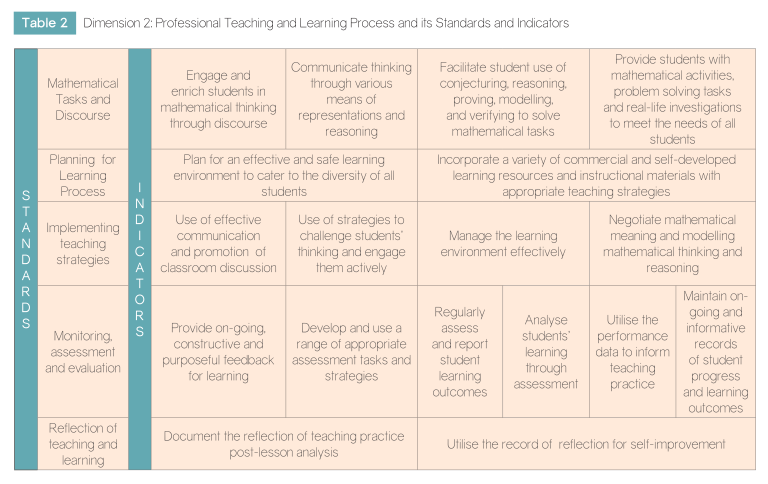 Table 2
Dimension 2: Professional Teaching and Learning Process and its Standards and Indicators
STANDARDS
Mathematical
Tasks and
Discourse
INDICATORS
Engage and
enrich students in
mathematical thinking
through discourse
Communicate thinking
through various
means of
representations and
reasoning
Facilitate student use of
conjecturing, reasoning,
proving, modelling,
and verifying to solve
mathematical tasks
Provide students with
mathematical activities,
problem solving tasks
and real-life investigations
to meet the needs of all
students
Planning for
Learning
Process
Plan for an effective and safe learning
environment to cater to the diversity of all
students
Incorporate a variety of commercial and self-developed
learning resources and instructional materials with
appropriate teaching strategies
Implementing
teaching
strategies
Use of effective
communication
and promotion of
classroom discussion
Use of strategies to
challenge students'
thinking and engage
them actively
Manage the learning
environment effectively
Negotiate mathematical
meaning and modelling
mathematical thinking and
reasoning
Monitoring,
assessment
and evaluation
Provide on-going,
constructive and
purposeful feedback
for learning
Develop and use a
range of appropriate
assessment tasks and
strategies
Regularly
assess
and report
student
learning
outcomes
Analyse
students'
learning
through
assessment
Utilise the
performance
data to inform
teaching
practice
Maintain on-
going and
informative
records
of student
progress
and learning
outcomes
Reflection of
teaching and
learning
Document the reflection of teaching practice
post-lesson analysis
Utilise the record of reflection for self-improvement